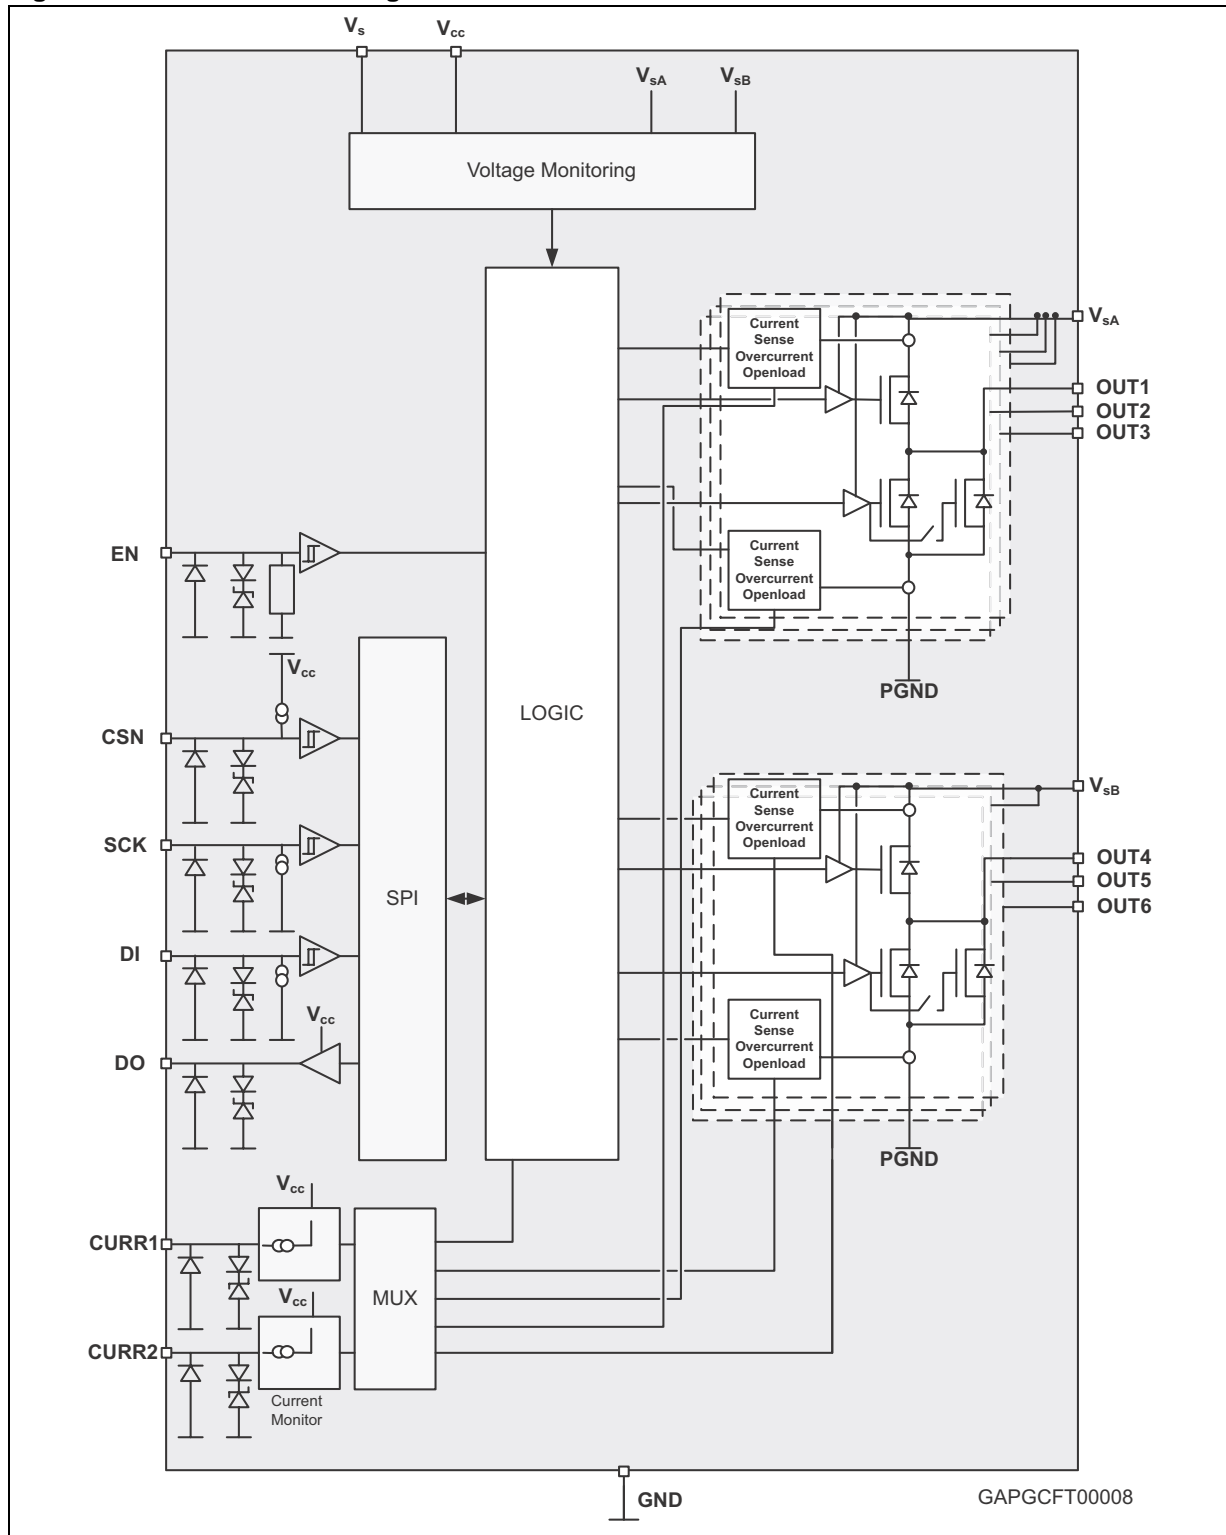 Vs
Vcc
VsA
VsB
Voltage Monitoring
Current
Sense
Overcurrent
Openload
VsA
OUT1
OUT2
OUT3
EN
Current
Sense
Overcurrent
Openload
Vcc
PGND
LOGIC
CSN
Current
Sense
Overcurrent
Openload
VsB
SCK
OUT4
SPI
OUT5
OUT6
DI
Vcc
Current
Sense
Overcurrent
Openload
DO
PGND
Vcc
CURR1
Vcc
MUX
CURR2
Current
Monitor
GND
GAPGCFT00008